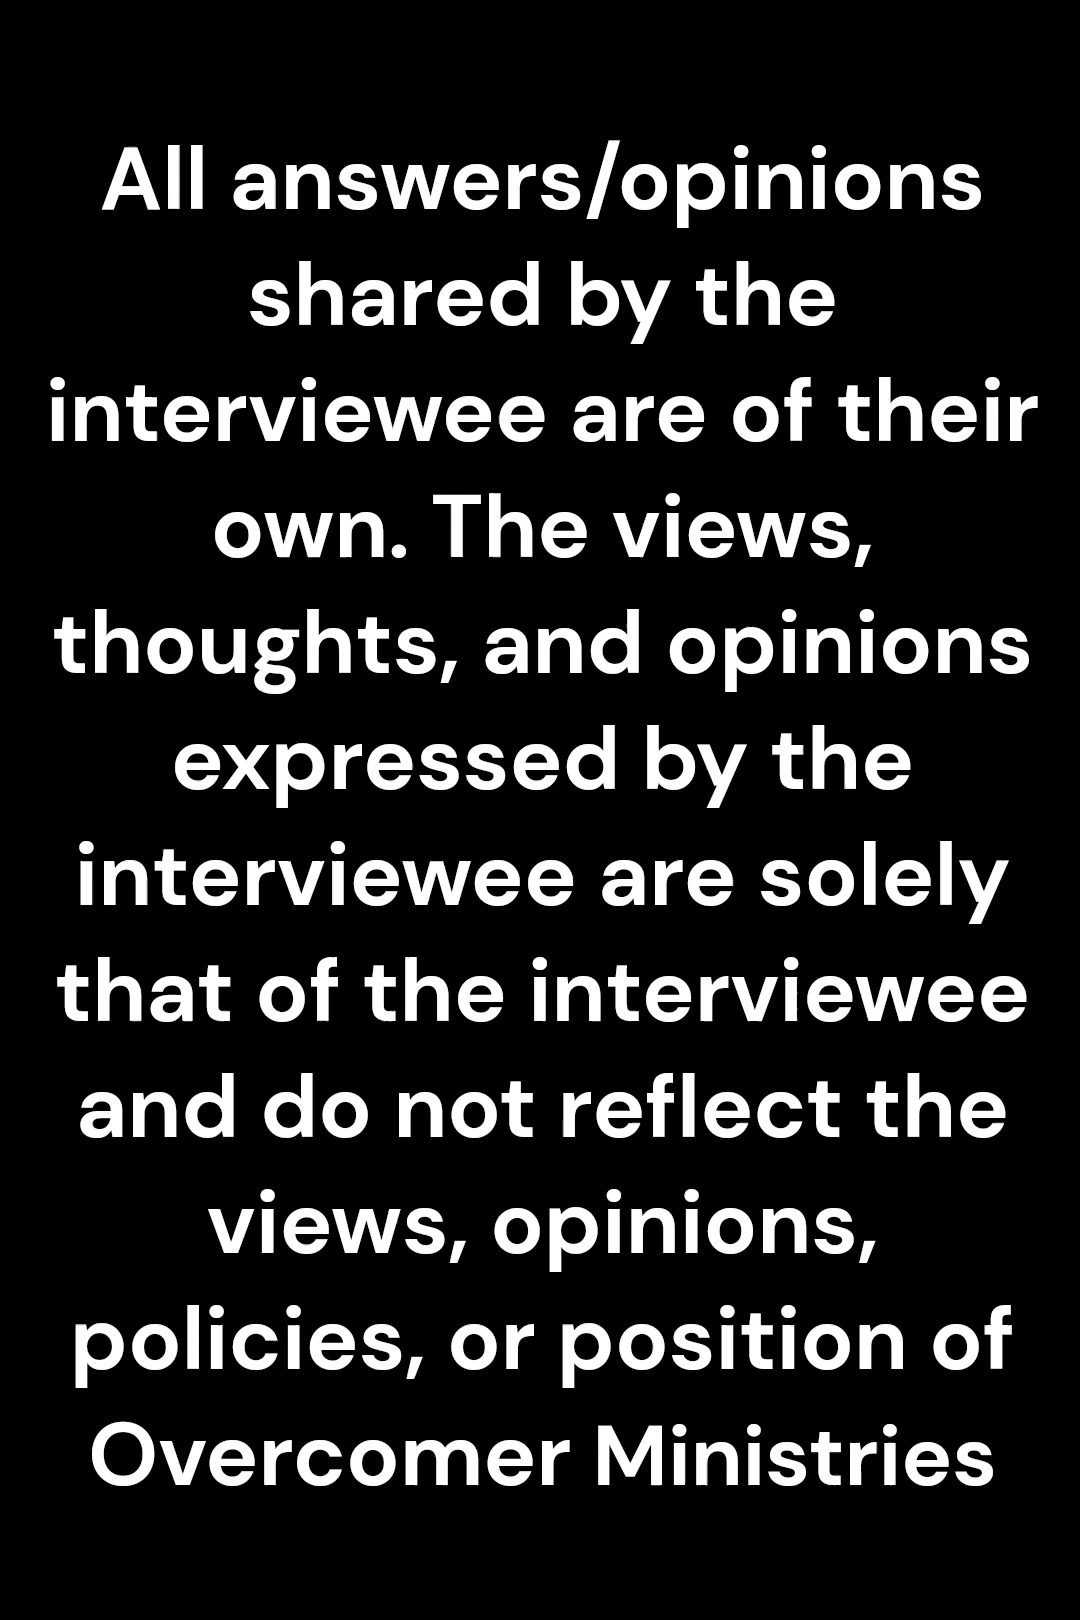 All answers/opinions
shared by the
interviewee are of their
own. The views,
thoughts, and opinions
expressed by the
interviewee are solely
that of the interviewee
and do not reflect the
views, opinions,
policies, or position of
Overcomer Ministries